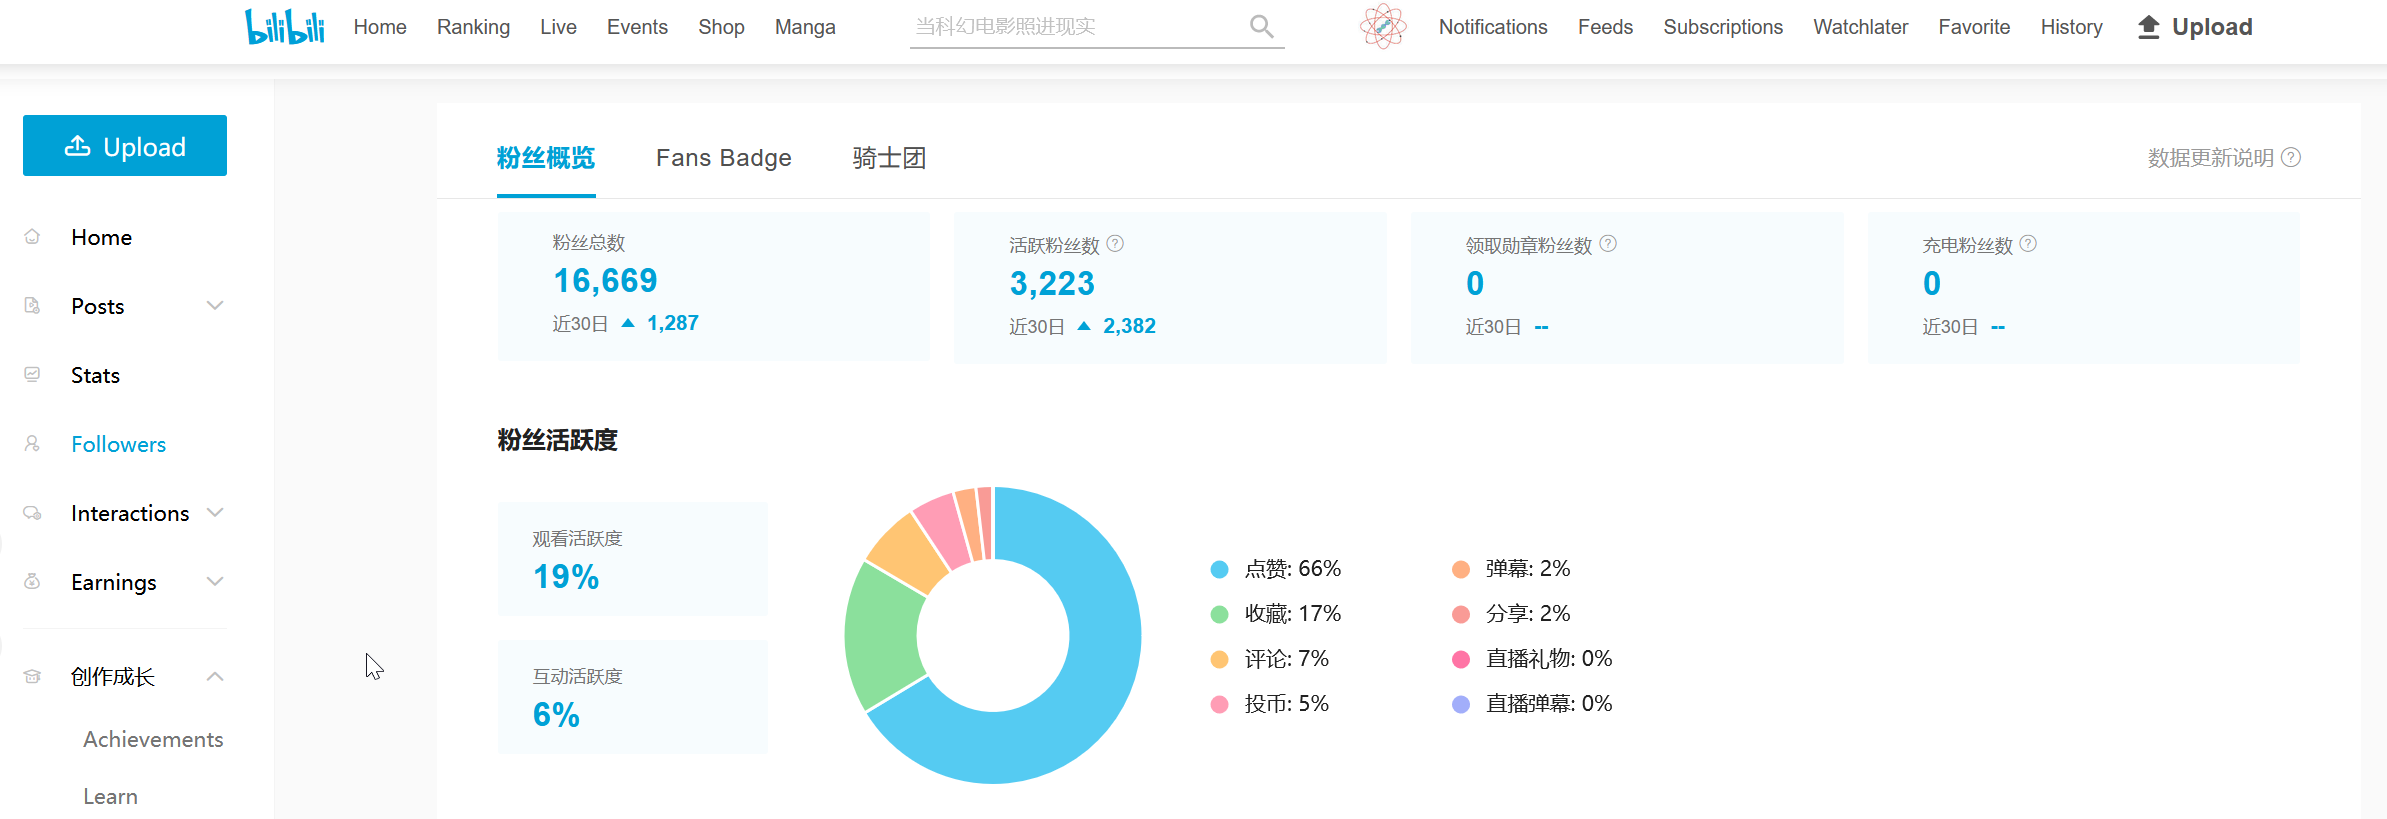 bilibili Home Ranking Live Events Shop Manga 当科幻电影照进现实 Notifications Feeds Subscriptions Watchlater Favorite History Upload
Upload
Home
Posts
Stats
Followers
Interactions
Earnings
创作成长
Achievements
Learn
粉丝概览 Fans Badge 骑士团 数据更新说明
粉丝总数
16,669
近30日 1,287
活跃粉丝数
3,223
近30日 2,382
领取勋章粉丝数
0
近30日 --
充电粉丝数
0
近30日 --
粉丝活跃度
观看活跃度
19%
互动活跃度
6%
点赞: 66%
收藏: 17%
评论: 7%
投币: 5%
弹幕: 2%
分享: 2%
直播礼物: 0%
直播弹幕: 0%